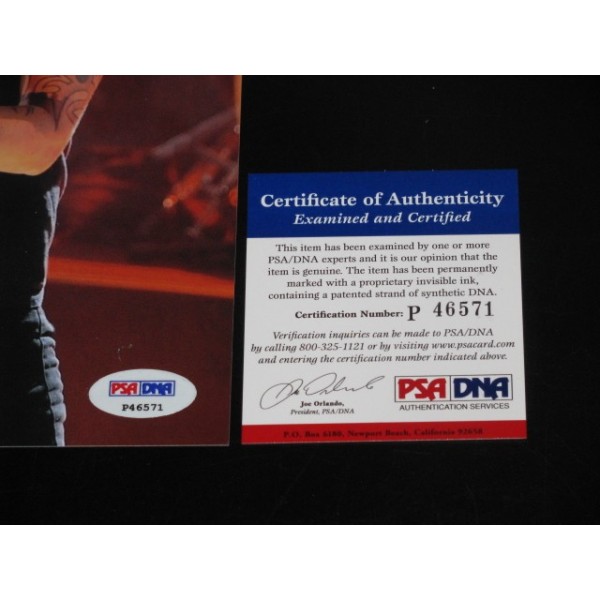 Certificate of Authenticity
Examined and Certified
This item has been examined by one or more
PSA/DNA experts and it is our opinion that the
item is genuine. The item has been permanently
marked with a proprietary invisible ink,
containing a patented strand of synthetic DNA.
Certification Number: P 46571
Verification inquiries can be made to PSA/DNA
by calling 800-325-1121 or by visiting www.psacard.com
and entering the certification number indicated above.
Joe Orlando,
President, PSA/DNA
PSA DNA
AUTHENTICATION SERVICES
P.O. Box 6180, Newport Beach, California 92658
PSA DNA
P46571